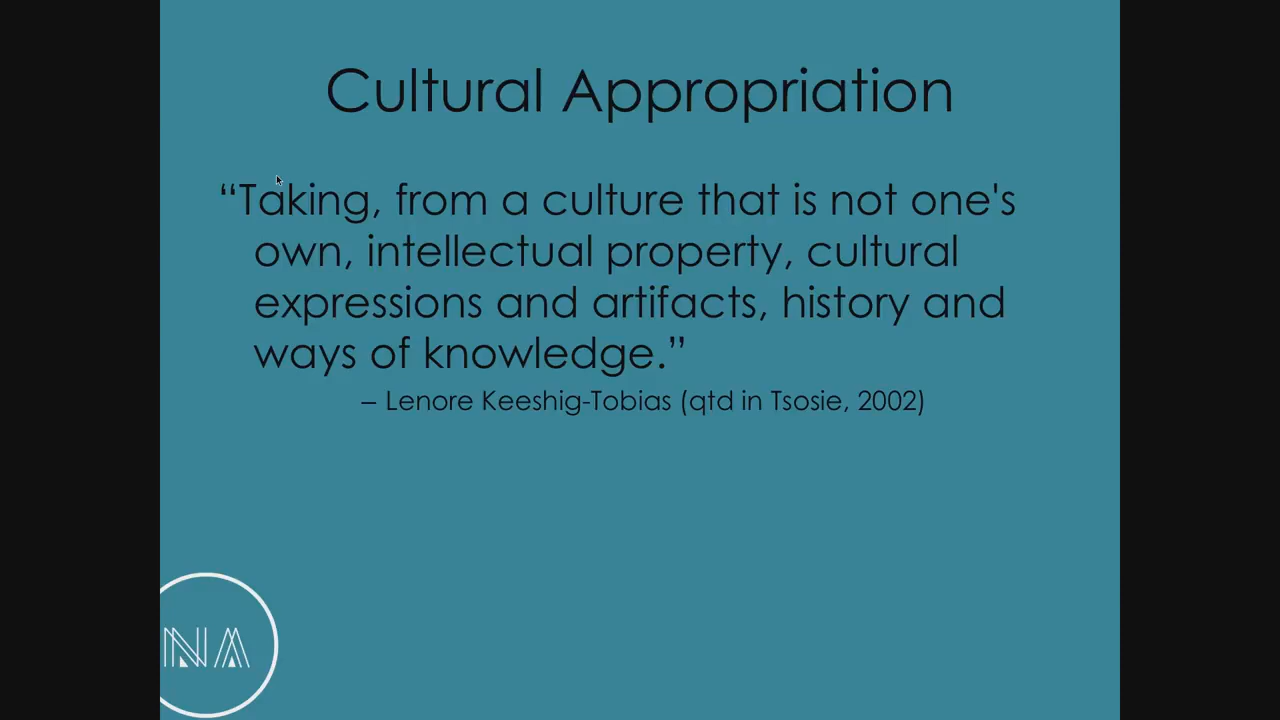 Cultural Appropriation
“Taking, from a culture that is not one's
own, intellectual property, cultural
expressions and artifacts, history and
ways of knowledge.”
– Lenore Keeshig-Tobias (qtd in Tsosie, 2002)
NA